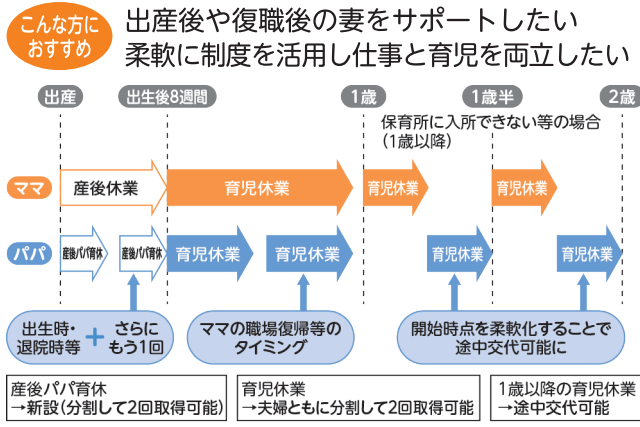 こんな方に
おすすめ
出産後や復職後の妻をサポートしたい
柔軟に制度を活用し仕事と育児を両立したい
出産
出生後8週間
1歳
1歳半
2歳
保育所に入所できない等の場合
(1歳以降)
ママ
産後休業
育児休業
育児休業
育児休業
パパ
産後パパ育休
産後パパ育休
育児休業
育児休業
育児休業
育児休業
出生時・
退院時等
+
さらに
もう1回
ママの職場復帰等の
タイミング
開始時点を柔軟化することで
途中交代可能に
産後パパ育休
→新設(分割して2回取得可能)
育児休業
→夫婦ともに分割して2回取得可能
1歳以降の育児休業
→途中交代可能